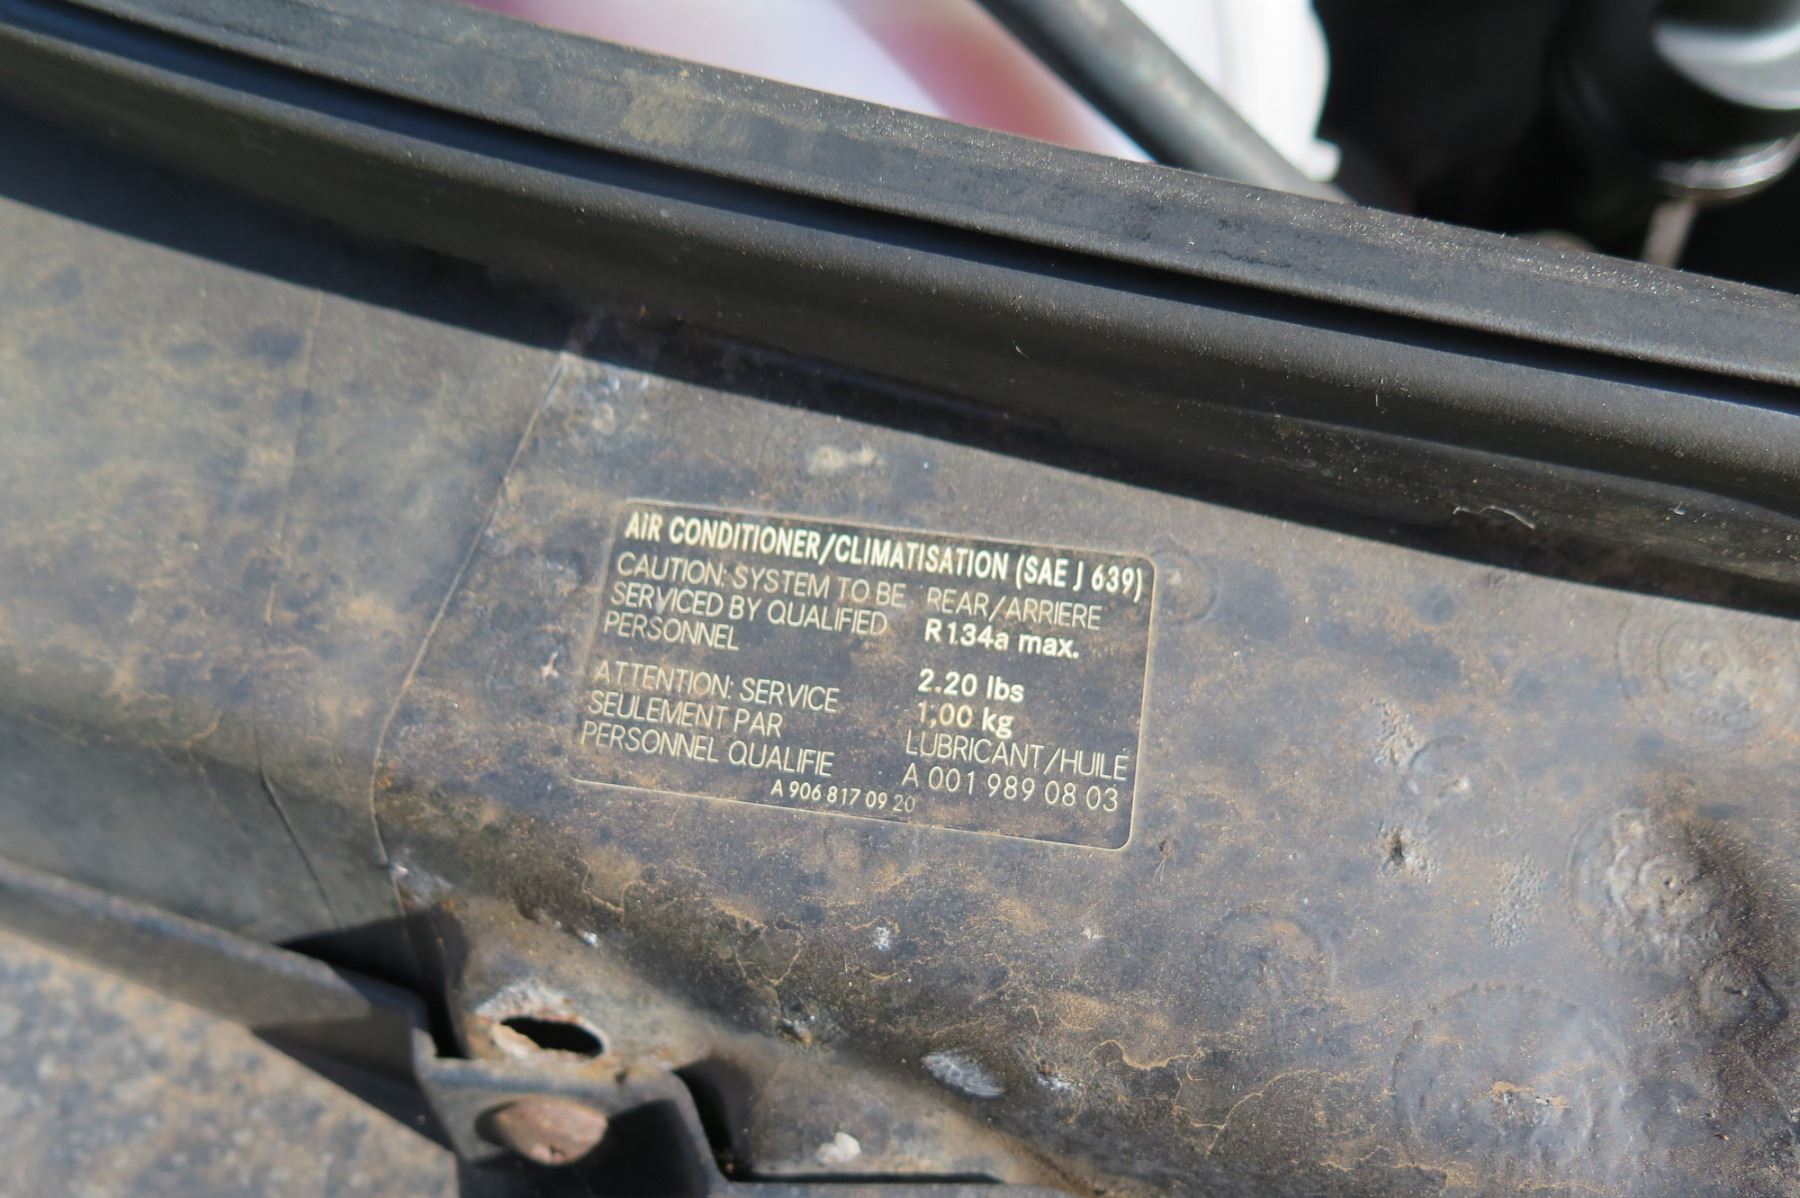 AIR CONDITIONER/CLIMATISATION (SAE J 639)
CAUTION: SYSTEM TO BE
SERVICED BY QUALIFIED
PERSONNEL
ATTENTION: SERVICE
SEULEMENT PAR
PERSONNEL QUALIFIE
REAR/ARRIERE
R134a max.
2.20 lbs
1,00 kg
LUBRICANT/HUILE
A 001 989 08 03
A 906 817 09 20